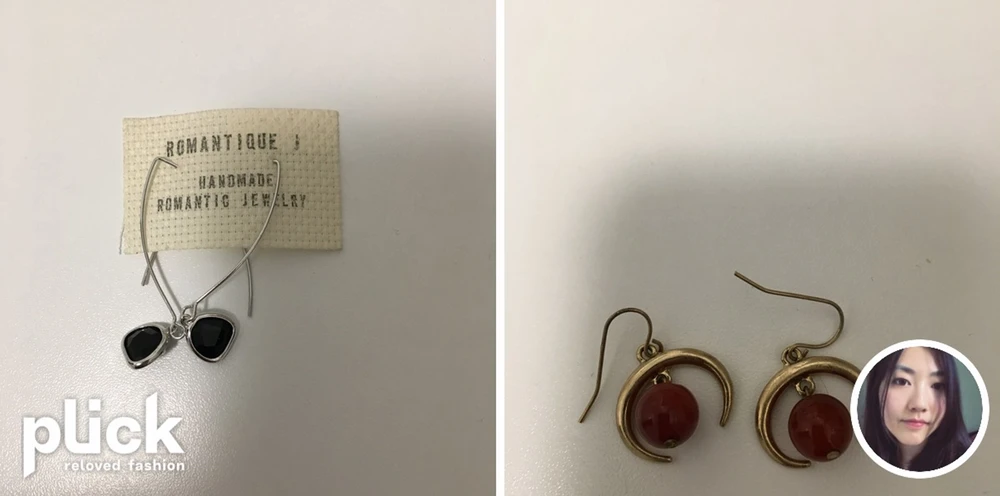 ROMANTIQUE J
HANDMADE
ROMANTIC JEWELRY
plick
reloved fashion